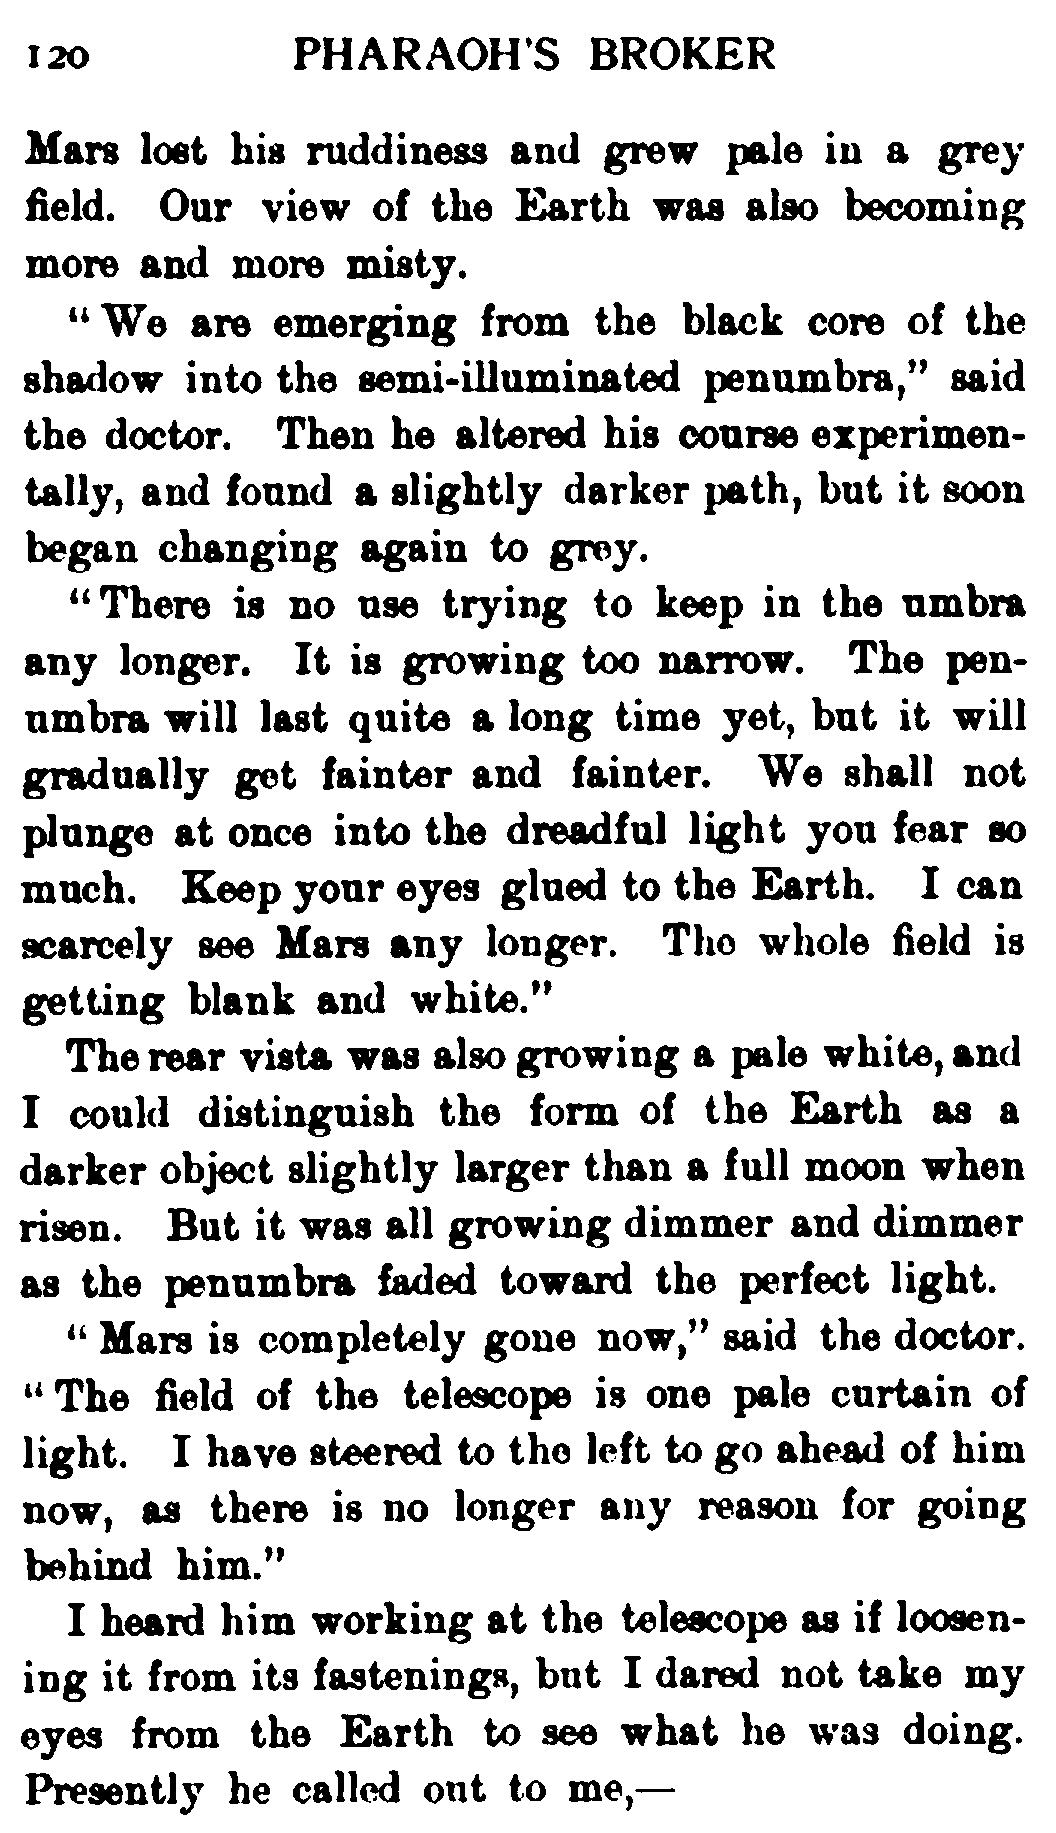 120 PHARAOH'S BROKER
Mars lost his ruddiness and grew pale in a grey
field. Our view of the Earth was also becoming
more and more misty.
"We are emerging from the black core of the
shadow into the semi-illuminated penumbra," said
the doctor. Then he altered his course experimen-
tally, and found a slightly darker path, but it soon
began changing again to grey.
"There is no use trying to keep in the umbra
any longer. It is growing too narrow. The pen-
umbra will last quite a long time yet, but it will
gradually get fainter and fainter. We shall not
plunge at once into the dreadful light you fear so
much. Keep your eyes glued to the Earth. I can
scarcely see Mars any longer. The whole field is
getting blank and white."
The rear vista was also growing a pale white, and
I could distinguish the form of the Earth as a
darker object slightly larger than a full moon when
risen. But it was all growing dimmer and dimmer
as the penumbra faded toward the perfect light.
"Mars is completely gone now," said the doctor.
"The field of the telescope is one pale curtain of
light. I have steered to the left to go ahead of him
now, as there is no longer any reason for going
behind him."
I heard him working at the telescope as if loosen-
ing it from its fastenings, but I dared not take my
eyes from the Earth to see what he was doing.
Presently he called out to me,—